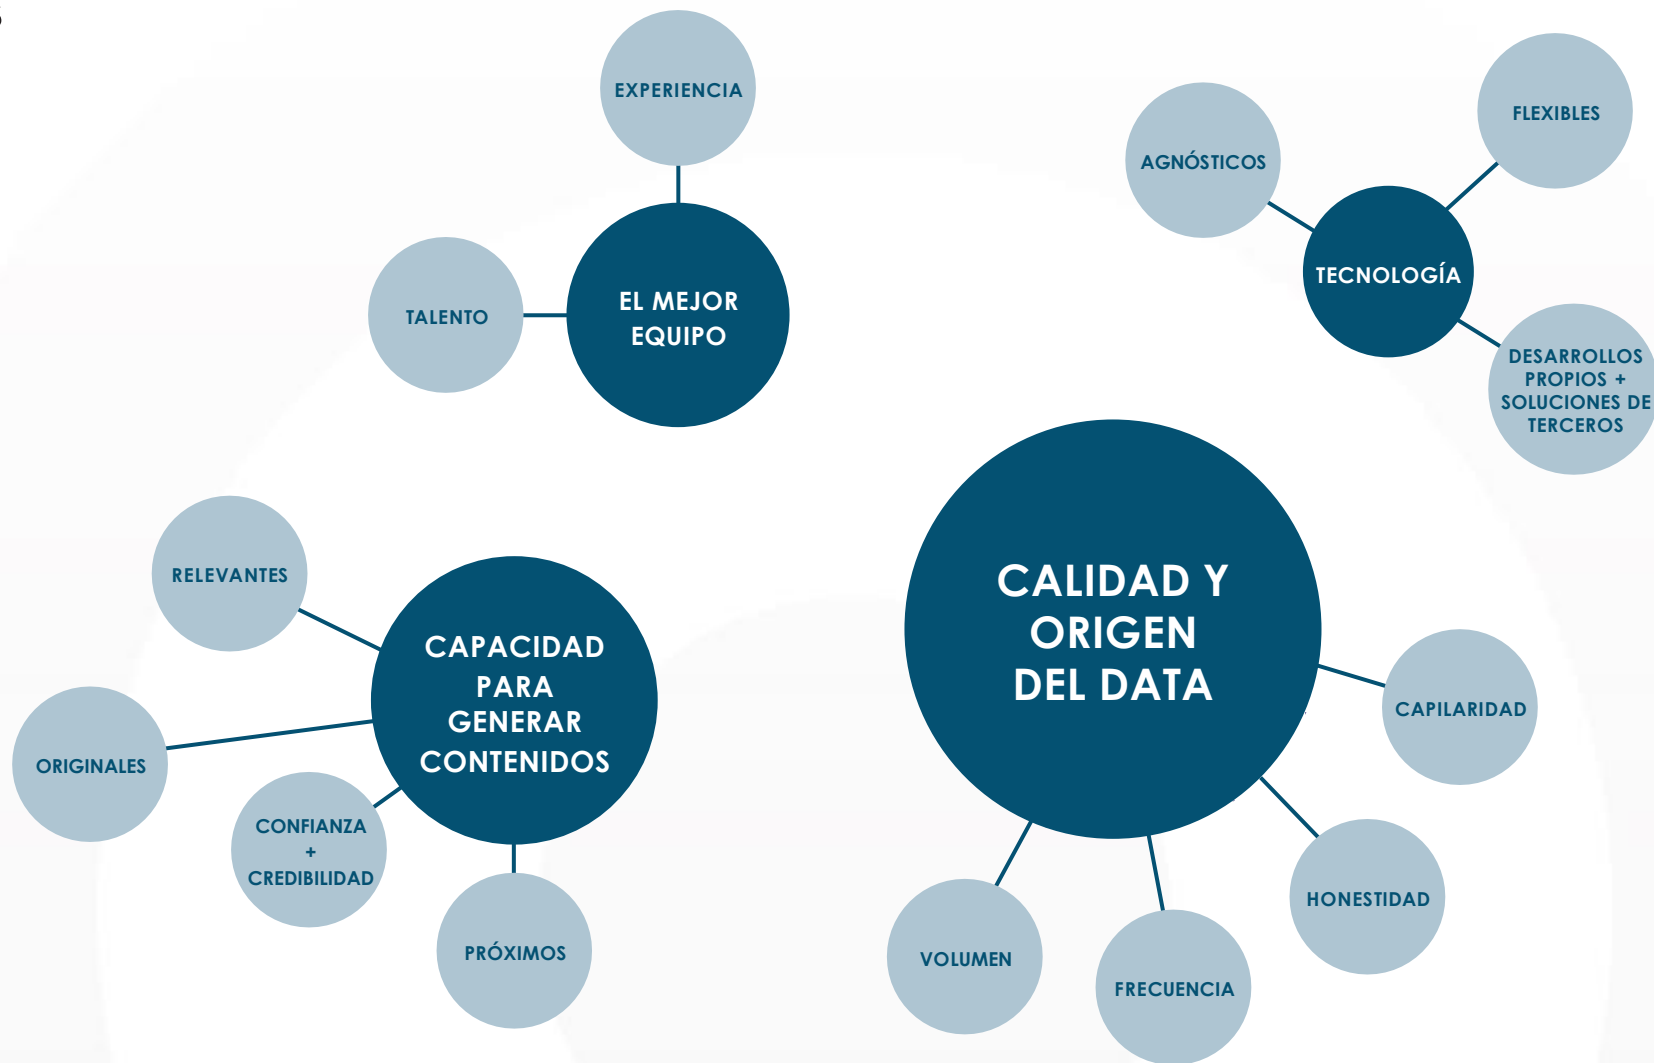 EXPERIENCIA
TALENTO
EL MEJOR
EQUIPO
AGNÓSTICOS
FLEXIBLES
TECNOLOGÍA
DESARROLLOS
PROPIOS +
SOLUCIONES DE
TERCEROS
RELEVANTES
ORIGINALES
CONFIANZA
+
CREDIBILIDAD
PRÓXIMOS
CAPACIDAD
PARA
GENERAR
CONTENIDOS
CALIDAD Y
ORIGEN
DEL DATA
CAPILARIDAD
HONESTIDAD
FRECUENCIA
VOLUMEN